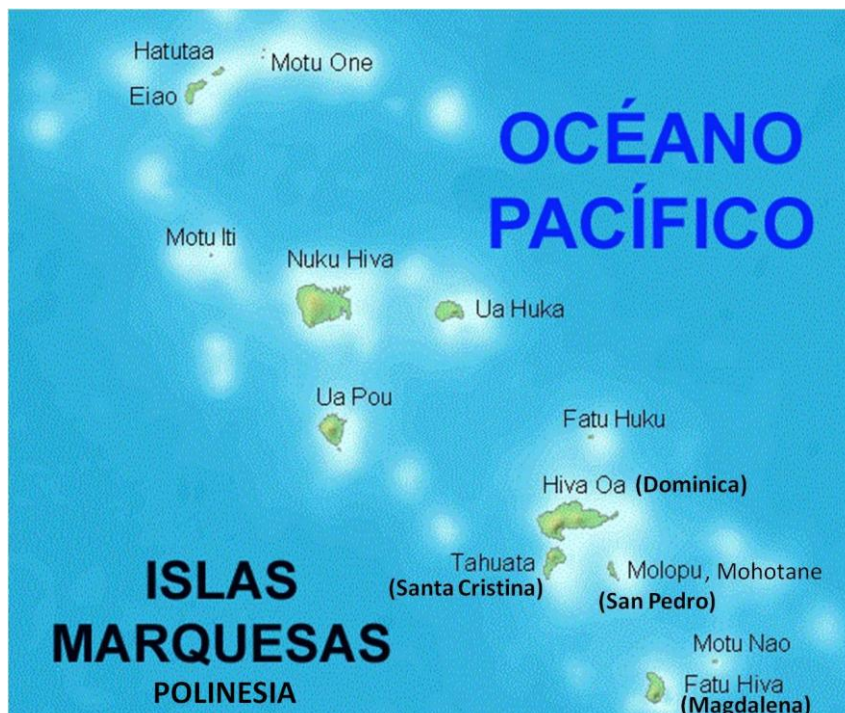 Hatutaa
Motu One
Eiao
OCÉANO
PACÍFICO
Motu Iti
Nuku Hiva
Ua Huka
Ua Pou
Fatu Huku
Hiva Oa (Dominica)
Tahuata
(Santa Cristina)
Molopu, Mohotane
(San Pedro)
ISLAS
MARQUESAS
POLINESIA
Motu Nao
Fatu Hiva
(Magdalena)